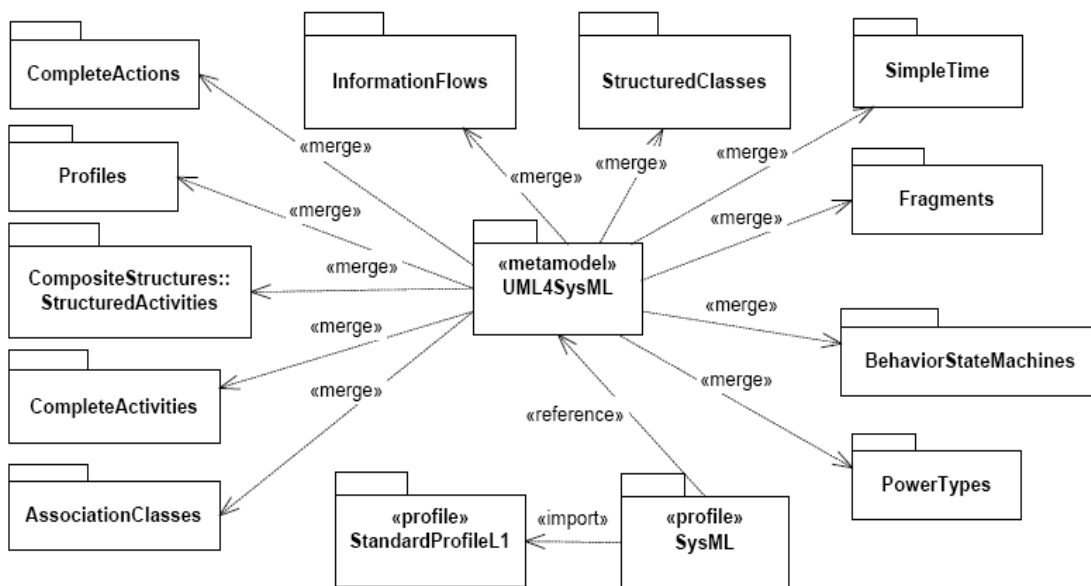 CompleteActions
InformationFlows
StructuredClasses
SimpleTime
«merge»
«merge»
«merge»
Profiles
«merge»
«merge»
Fragments
«merge»
«merge»
CompositeStructures::
StructuredActivities
«merge»
«metamodel»
UML4SysML
«merge»
BehaviorStateMachines
«merge»
«merge»
CompleteActivities
«merge»
«reference»
PowerTypes
AssociationClasses
«profile»
StandardProfileL1
«import»
«profile»
SysML